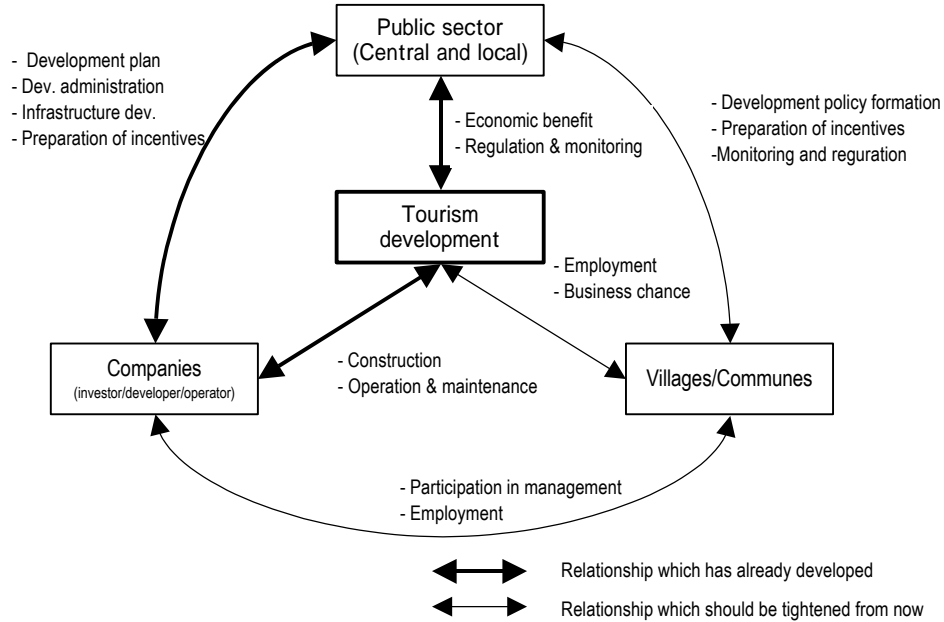 Public sector
(Central and local)
- Development plan
- Dev. administration
- Infrastructure dev.
- Preparation of incentives
- Economic benefit
- Regulation & monitoring
- Development policy formation
- Preparation of incentives
-Monitoring and reguration
Tourism
development
- Employment
- Business chance
Companies
(investor/developer/operator)
- Construction
- Operation & maintenance
Villages/Communes
- Participation in management
- Employment
Relationship which has already developed
Relationship which should be tightened from now